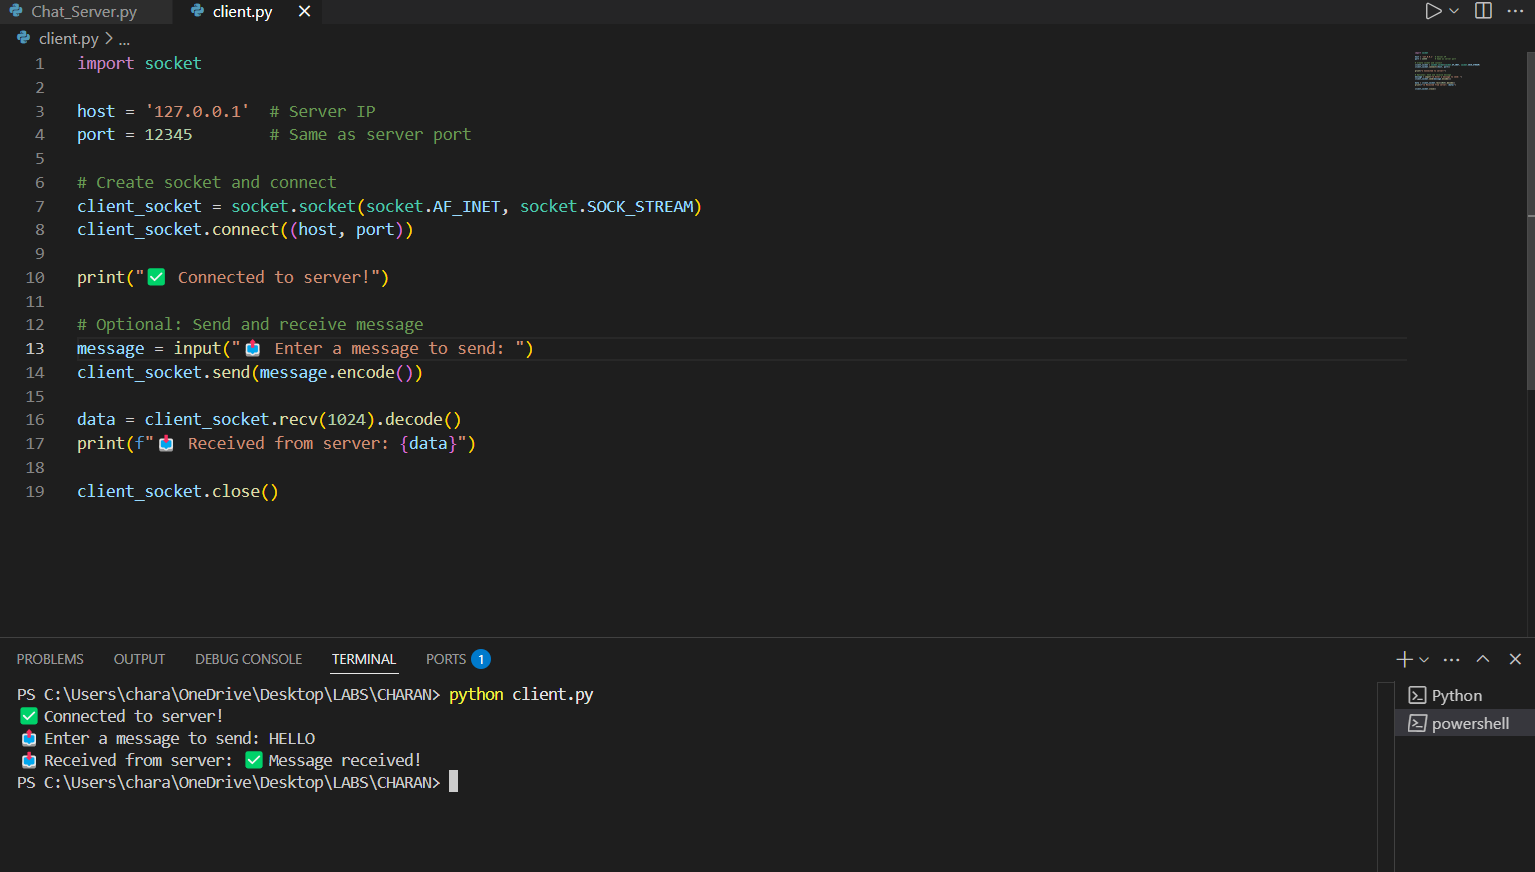 Chat_Server.py client.py
client.py > ...
1 import socket
2
3 host = '127.0.0.1'  # Server IP
4 port = 12345        # Same as server port
5
6 # Create socket and connect
7 client_socket = socket.socket(socket.AF_INET, socket.SOCK_STREAM)
8 client_socket.connect((host, port))
9
10 print("✅ Connected to server!")
11
12 # Optional: Send and receive message
13 message = input("📤 Enter a message to send: ")
14 client_socket.send(message.encode())
15
16 data = client_socket.recv(1024).decode()
17 print(f"📥 Received from server: {data}")
18
19 client_socket.close()
PROBLEMS OUTPUT DEBUG CONSOLE TERMINAL PORTS 1
PS C:\Users\chara\OneDrive\Desktop\LABS\CHARAN> python client.py
✅ Connected to server!
📤 Enter a message to send: HELLO
📥 Received from server: ✅ Message received!
PS C:\Users\chara\OneDrive\Desktop\LABS\CHARAN>
Python
powershell